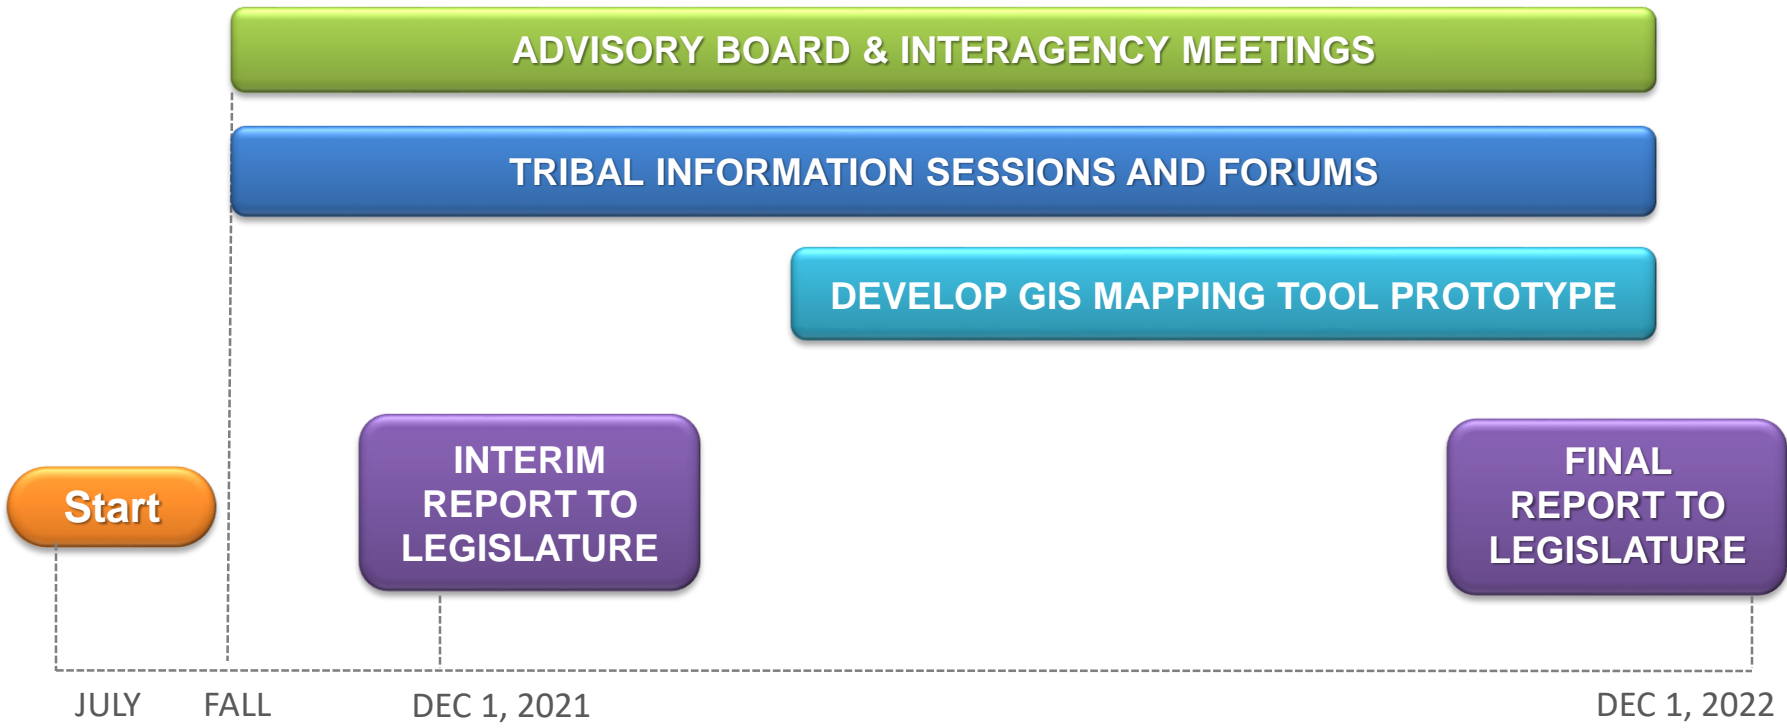 ADVISORY BOARD & INTERAGENCY MEETINGS
TRIBAL INFORMATION SESSIONS AND FORUMS
DEVELOP GIS MAPPING TOOL PROTOTYPE
Start
INTERIM
REPORT TO
LEGISLATURE
FINAL
REPORT TO
LEGISLATURE
JULY
FALL
DEC 1, 2021
DEC 1, 2022